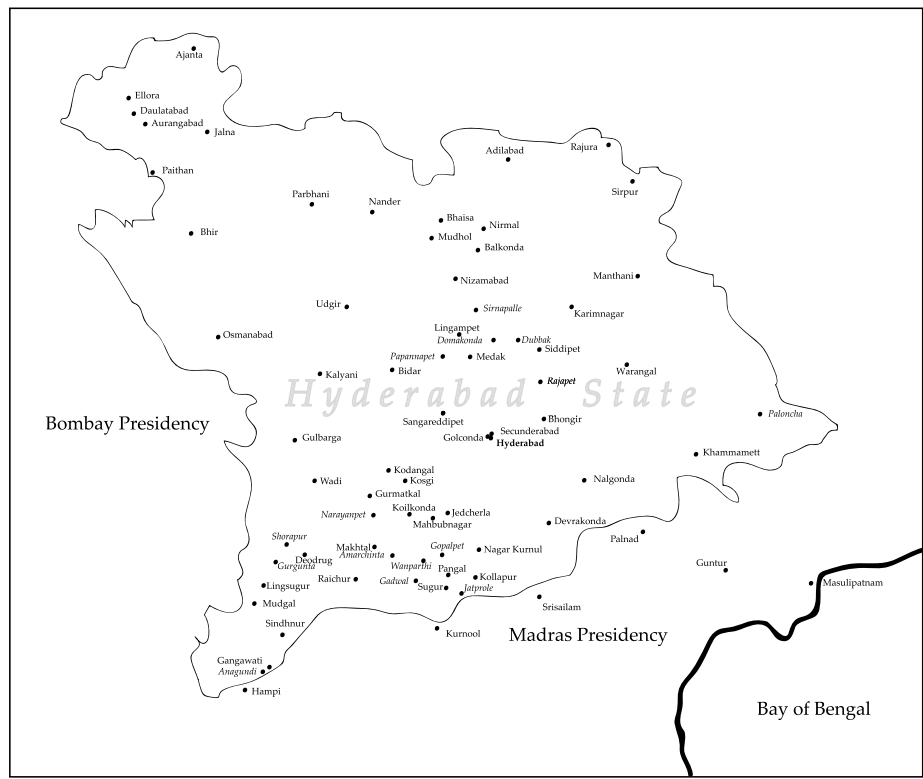 Ajanta
Ellora
Daulatabad
Aurangabad
Jalna
Adilabad
Rajura
Paithan
Sirpur
Parbhani
Nander
Bhaisa
Nirmal
Bhir
Mudhol
Balkonda
Manthani
Nizamabad
Udgir
Sirnapalle
Karimnagar
Lingampet
Osmanabad
Domakonda
Dubbak
Siddipet
Papannapet
Medak
Kalyani
Bidar
Warangal
Rajapet
Hyderabad State
Paloncha
Sangareddipet
Bhongir
Bombay Presidency
Secunderabad
Gulbarga
Golconda
Hyderabad
Khammamett
Kodangal
Wadi
Kosgi
Nalgonda
Gurmatkal
Koilkonda
Jedcherla
Narayanpet
Mahbubnagar
Devrakonda
Shorapur
Palnad
Makhtal
Gopalpet
Nagar Kurnul
Amarchinta
Deodrug
Gurgunta
Wanparthi
Guntur
Pangal
Raichur
Gadwal
Kollapur
Masulipatnam
Lingsugur
Sugur
Jatprole
Mudgal
Srisailam
Sindhnur
Kurnool
Madras Presidency
Gangawati
Anagundi
Hampi
Bay of Bengal